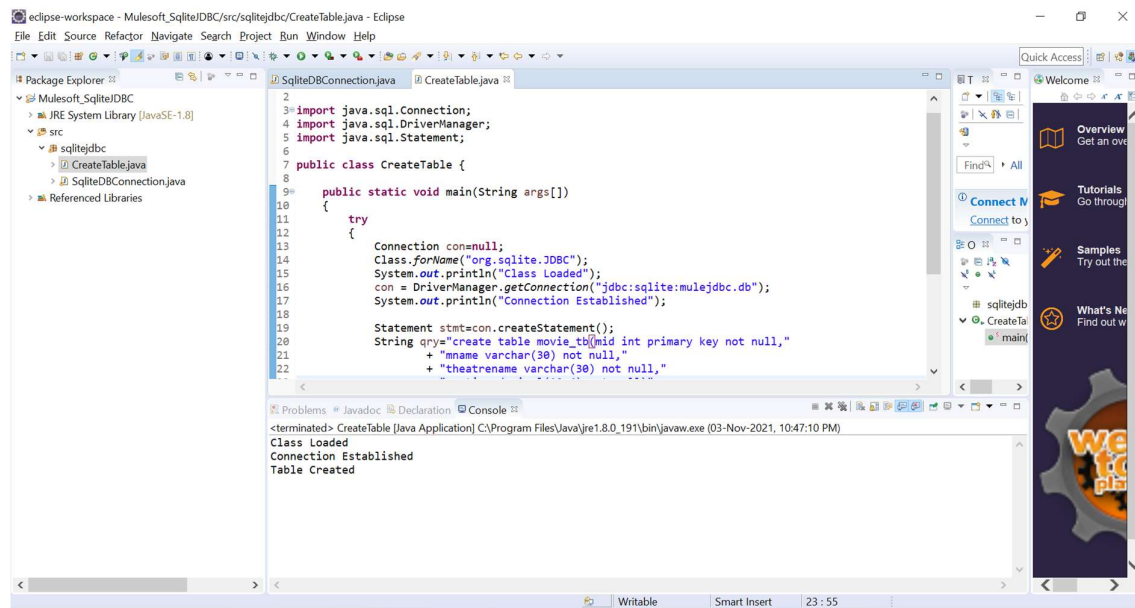 eclipse-workspace - Mulesoft_SqliteJDBC/src/sqlitejdbc/CreateTable.java - Eclipse
File Edit Source Refactor Navigate Search Project Run Window Help
Quick Access
Package Explorer
Mulesoft_SqliteJDBC
JRE System Library [JavaSE-1.8]
src
sqlitejdbc
CreateTable.java
SqliteDBConnection.java
Referenced Libraries
SqliteDBConnection.java CreateTable.java
2
3 import java.sql.Connection;
4 import java.sql.DriverManager;
5 import java.sql.Statement;
6
7 public class CreateTable {
8
9 public static void main(String args[])
10 {
11 try
12 {
13 Connection con=null;
14 Class.forName("org.sqlite.JDBC");
15 System.out.println("Class Loaded");
16 con = DriverManager.getConnection("jdbc:sqlite:mulejdbc.db");
17 System.out.println("Connection Established");
18
19 Statement stmt=con.createStatement();
20 String qry="create table movie_tb(mid int primary key not null,"
21 + "mname varchar(30) not null,"
22 + "theatrename varchar(30) not null,"
Problems Javadoc Declaration Console
<terminated> CreateTable [Java Application] C:\Program Files\Java\jre1.8.0_191\bin\javaw.exe (03-Nov-2021, 10:47:10 PM)
Class Loaded
Connection Established
Table Created
T
Find All
Connect M
Connect to y
O
sqlitejdb
CreateTa
main(
Welcome
Overview
Get an ove
Tutorials
Go through
Samples
Try out the
What's Ne
Find out w
We
to
pla
Writable Smart Insert 23 : 55